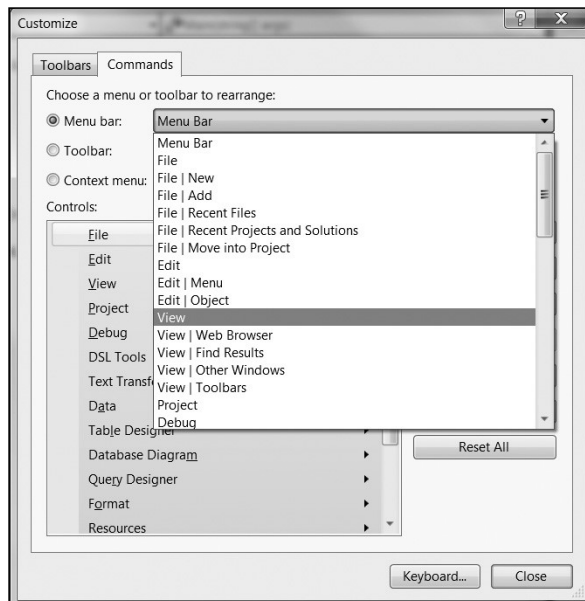 Customize
Toolbars Commands
Choose a menu or toolbar to rearrange:
Menu bar: Menu Bar
Toolbar:
Context menu:
Controls:
Menu Bar
File
File | New
File | Add
File | Recent Files
File | Recent Projects and Solutions
File | Move into Project
Edit
Edit | Menu
Edit | Object
View
View | Web Browser
View | Find Results
View | Other Windows
View | Toolbars
Project
Debug
File
Edit
View
Project
Debug
DSL Tools
Text Transf
Data
Table Designer
Database Diagram
Query Designer
Format
Resources
Reset All
Keyboard... Close